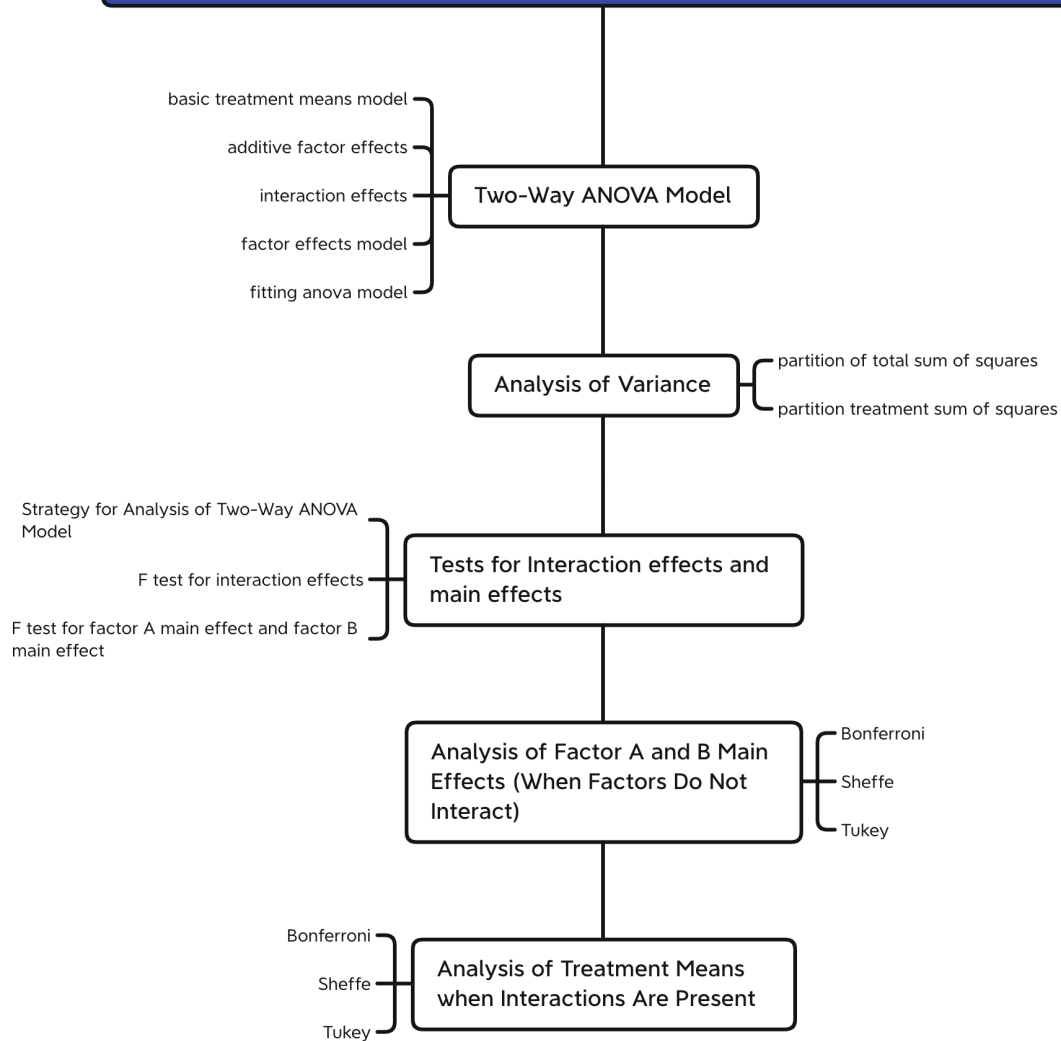 basic treatment means model
additive factor effects
interaction effects
factor effects model
fitting anova model
Two-Way ANOVA Model
Analysis of Variance
partition of total sum of squares
partition treatment sum of squares
Strategy for Analysis of Two-Way ANOVA
Model
F test for interaction effects
F test for factor A main effect and factor B
main effect
Tests for Interaction effects and
main effects
Analysis of Factor A and B Main
Effects (When Factors Do Not
Interact)
Bonferroni
Sheffe
Tukey
Bonferroni
Sheffe
Tukey
Analysis of Treatment Means
when Interactions Are Present